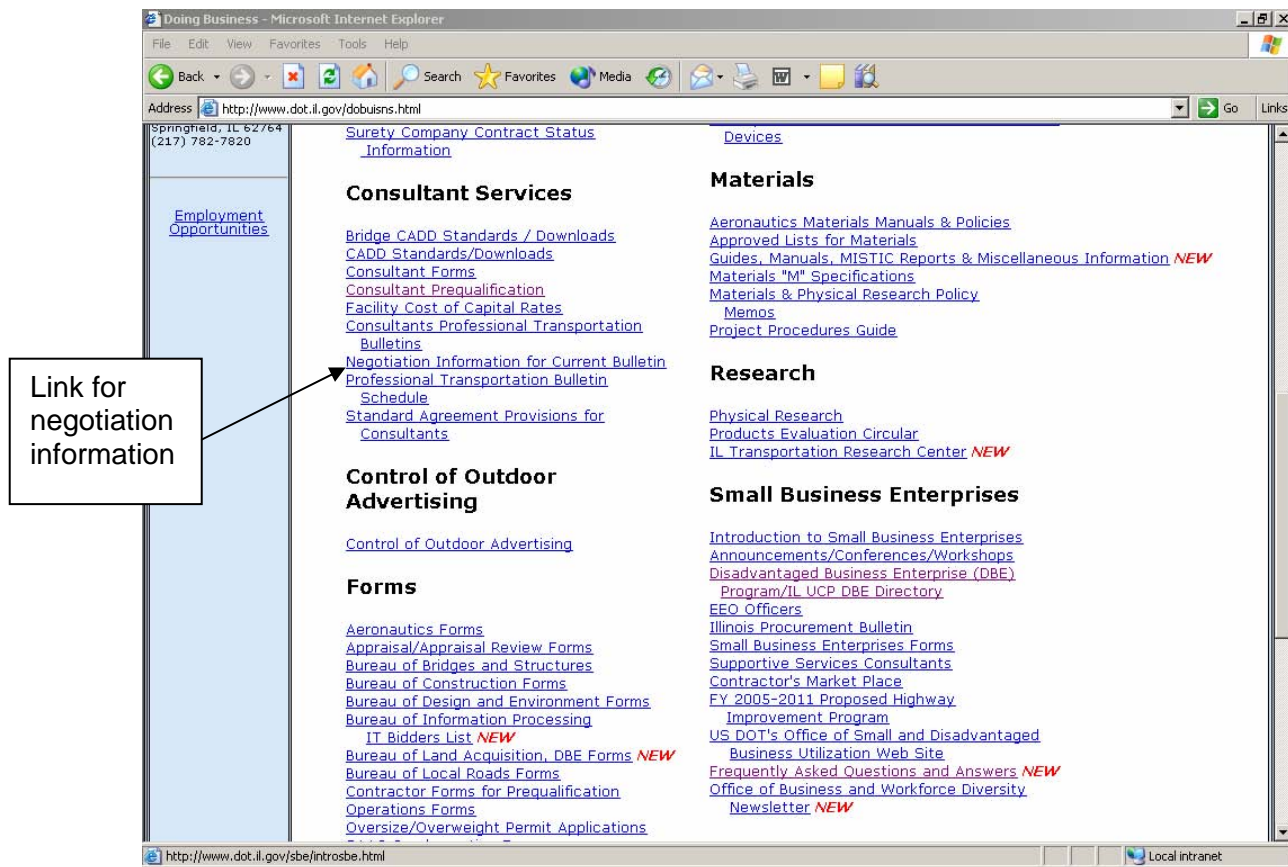 Doing Business - Microsoft Internet Explorer
File Edit View Favorites Tools Help
Back Search Favorites Media
Address http://www.dot.il.gov/dobuisns.html Go Links
Springfield, IL 62764
(217) 782-7820
Employment
Opportunities
Link for
negotiation
information
Surety Company Contract Status
Information
Consultant Services
Bridge CADD Standards / Downloads
CADD Standards/Downloads
Consultant Forms
Consultant Prequalification
Facility Cost of Capital Rates
Consultants Professional Transportation
Bulletins
Negotiation Information for Current Bulletin
Professional Transportation Bulletin
Schedule
Standard Agreement Provisions for
Consultants
Control of Outdoor
Advertising
Control of Outdoor Advertising
Forms
Aeronautics Forms
Appraisal/Appraisal Review Forms
Bureau of Bridges and Structures
Bureau of Construction Forms
Bureau of Design and Environment Forms
Bureau of Information Processing
IT Bidders List NEW
Bureau of Land Acquisition, DBE Forms NEW
Bureau of Local Roads Forms
Contractor Forms for Prequalification
Operations Forms
Oversize/Overweight Permit Applications
Devices
Materials
Aeronautics Materials Manuals & Policies
Approved Lists for Materials
Guides, Manuals, MISTIC Reports & Miscellaneous Information NEW
Materials "M" Specifications
Materials & Physical Research Policy
Memos
Project Procedures Guide
Research
Physical Research
Products Evaluation Circular
IL Transportation Research Center NEW
Small Business Enterprises
Introduction to Small Business Enterprises
Announcements/Conferences/Workshops
Disadvantaged Business Enterprise (DBE)
Program/IL UCP DBE Directory
EEO Officers
Illinois Procurement Bulletin
Small Business Enterprises Forms
Supportive Services Consultants
Contractor's Market Place
FY 2005-2011 Proposed Highway
Improvement Program
US DOT's Office of Small and Disadvantaged
Business Utilization Web Site
Frequently Asked Questions and Answers NEW
Office of Business and Workforce Diversity
Newsletter NEW
http://www.dot.il.gov/sbe/introsbe.html Local intranet